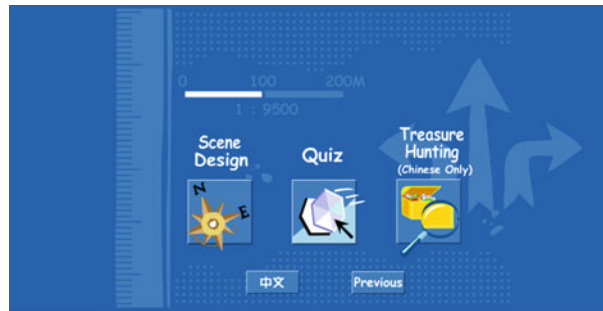 0 100 200M
1 : 9500
Scene
Design
Quiz
Treasure
Hunting
(Chinese Only)
N
E
中文
Previous